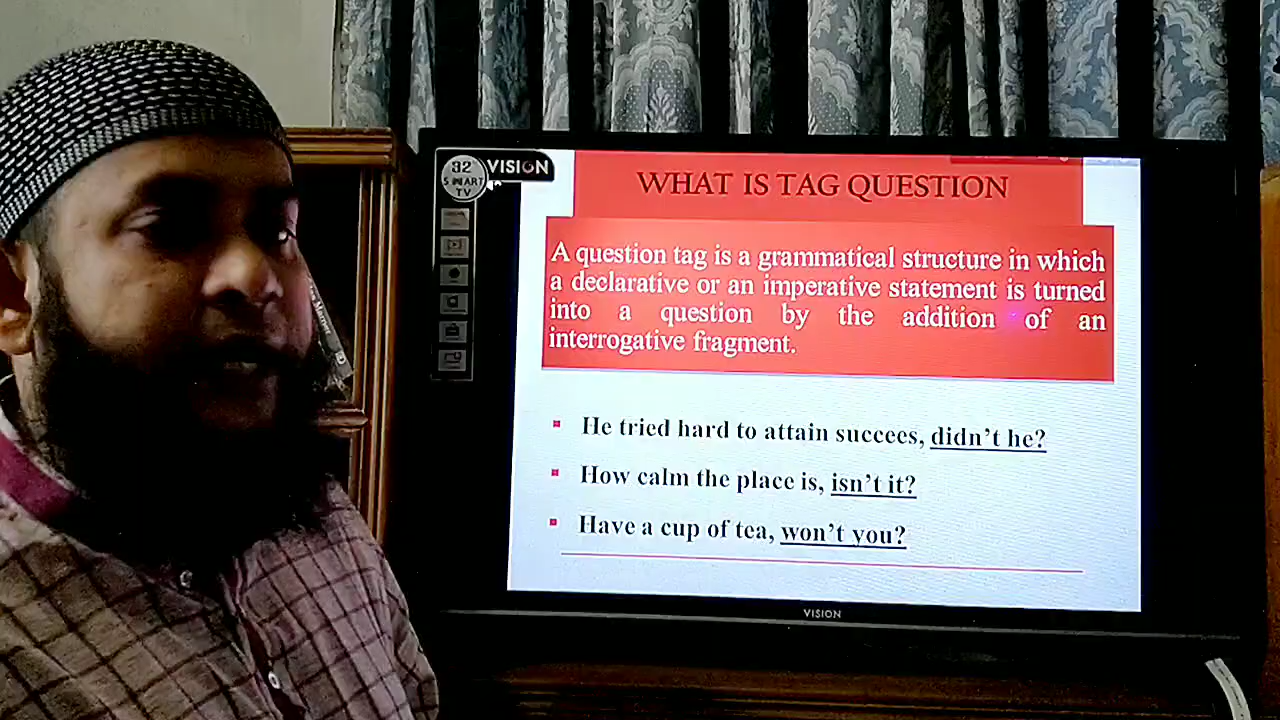 32
SMART
TV
VISION
WHAT IS TAG QUESTION
A question tag is a grammatical structure in which
a declarative or an imperative statement is turned
into a question by the addition of an
interrogative fragment.
He tried hard to attain succees, didn't he?
How calm the place is, isn't it?
Have a cup of tea, won't you?
VISION